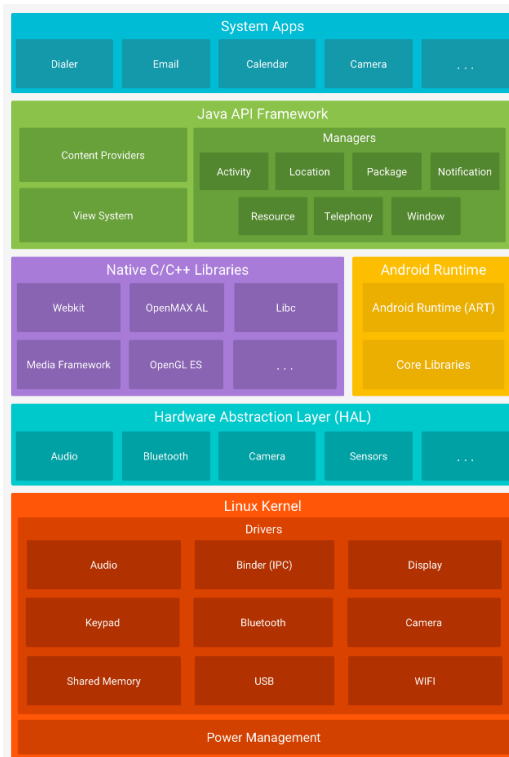 System Apps
Dialer
Email
Calendar
Camera
. . .
Java API Framework
Content Providers
View System
Managers
Activity
Location
Package
Notification
Resource
Telephony
Window
Native C/C++ Libraries
Webkit
OpenMAX AL
Libc
Media Framework
OpenGL ES
. . .
Android Runtime
Android Runtime (ART)
Core Libraries
Hardware Abstraction Layer (HAL)
Audio
Bluetooth
Camera
Sensors
. . .
Linux Kernel
Drivers
Audio
Binder (IPC)
Display
Keypad
Bluetooth
Camera
Shared Memory
USB
WIFI
Power Management